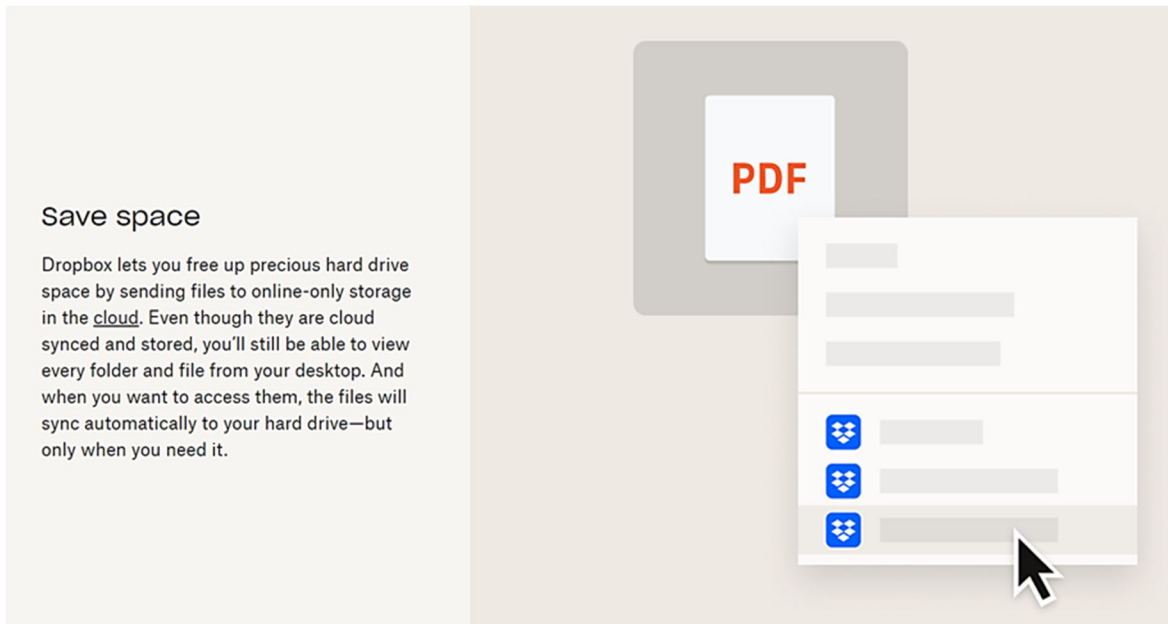 Save space
Dropbox lets you free up precious hard drive
space by sending files to online-only storage
in the cloud. Even though they are cloud
synced and stored, you’ll still be able to view
every folder and file from your desktop. And
when you want to access them, the files will
sync automatically to your hard drive—but
only when you need it.
PDF